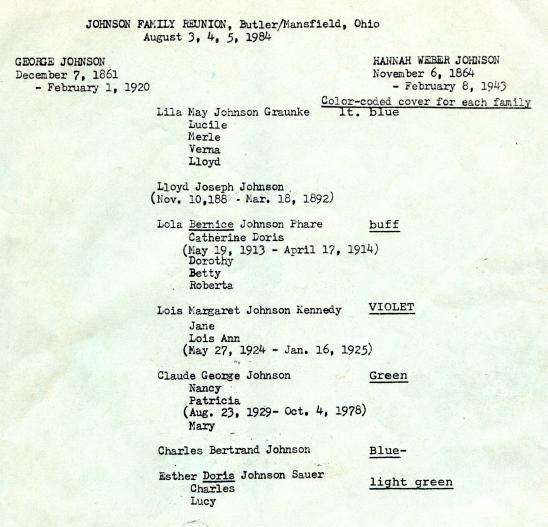 JOHNSON FAMILY REUNION, Butler/Mansfield, Ohio
August 3, 4, 5, 1984
GEORGE JOHNSON
December 7, 1861
- February 1, 1920
HANNAH WEBER JOHNSON
November 6, 1864
- February 8, 1943
Color-coded cover for each family
Lila May Johnson Graunke lt. blue
Lucile
Merle
Verna
Lloyd
Lloyd Joseph Johnson
(Nov. 10,188 - Mar. 18, 1892)
Lola Bernice Johnson Phare buff
Catherine Doris
(May 19, 1913 - April 17, 1914)
Dorothy
Betty
Roberta
Lois Margaret Johnson Kennedy VIOLET
Jane
Lois Ann
(May 27, 1924 - Jan. 16, 1925)
Claude George Johnson Green
Nancy
Patricia
(Aug. 23, 1929- Oct. 4, 1978)
Mary
Charles Bertrand Johnson Blue-
Esther Doris Johnson Sauer light green
Charles
Lucy